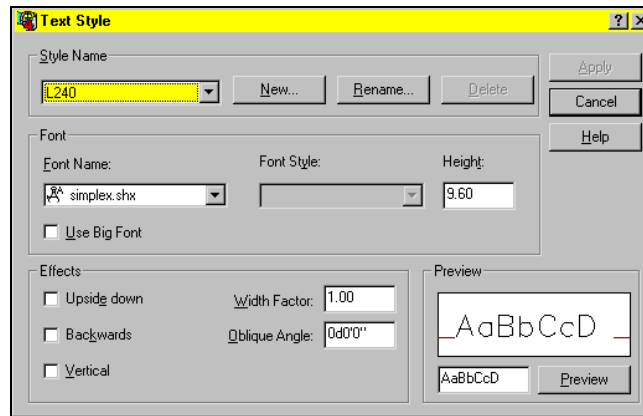 Text Style
Style Name
L240 New... Rename... Delete
Apply
Cancel
Help
Font
Font Name: Font Style: Height:
simplex.shx 9.60
Use Big Font
Effects
Upside down Width Factor: 1.00
Backwards Oblique Angle: 0d0'0"
Vertical
Preview
AaBbCcD
AaBbCcD Preview